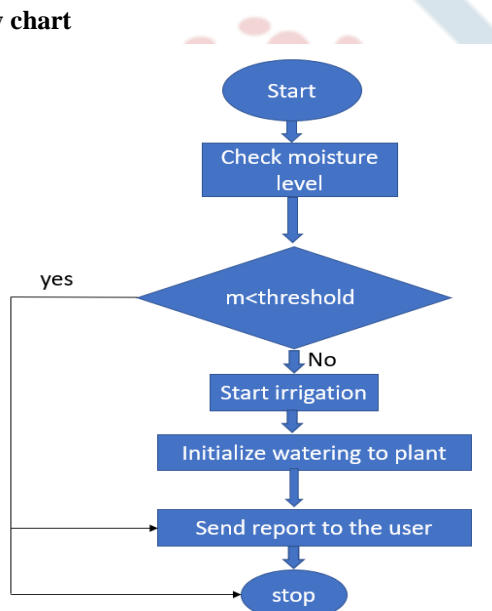 chart
Start
Check moisture
level
yes
m<threshold
No
Start irrigation
Initialize watering to plant
Send report to the user
stop